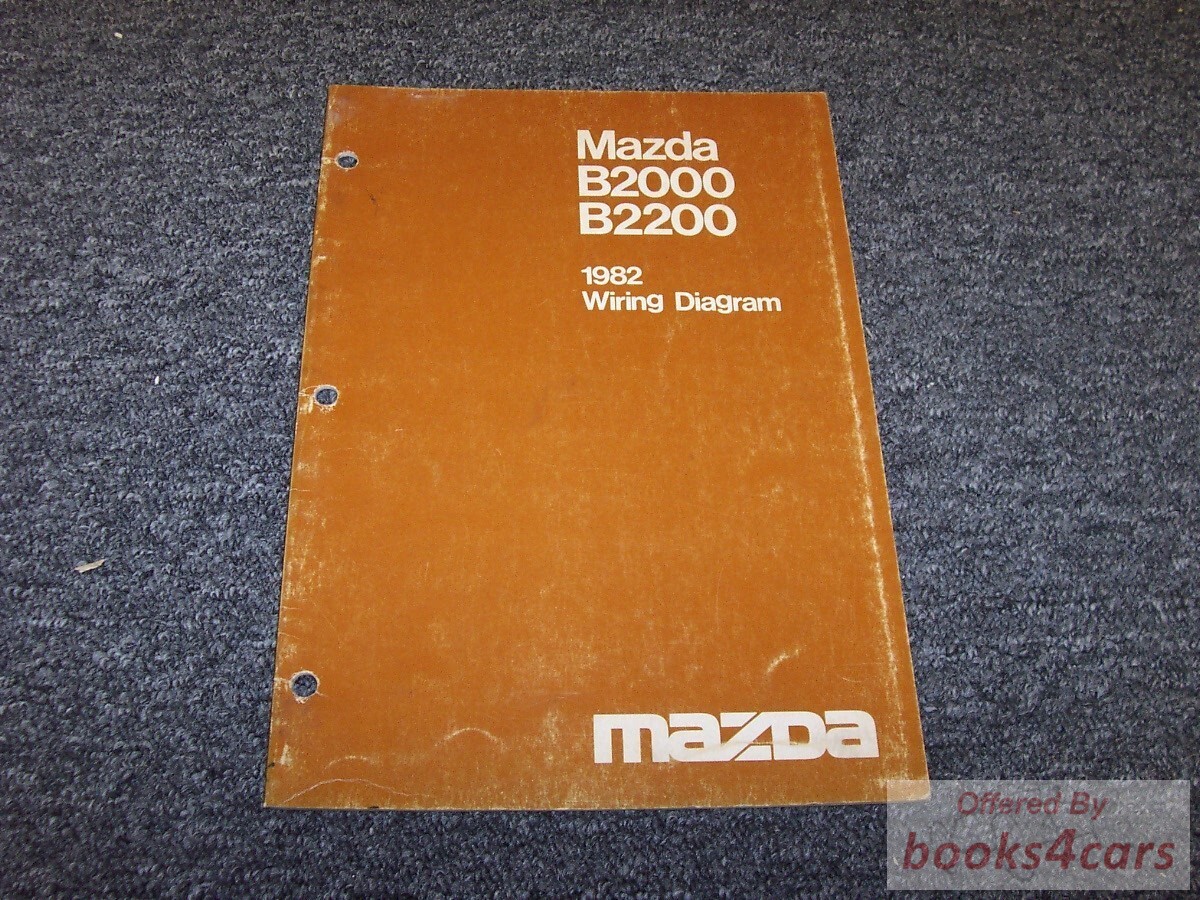 Mazda
B2000
B2200
1982
Wiring Diagram
mazda
Offered By
books4cars